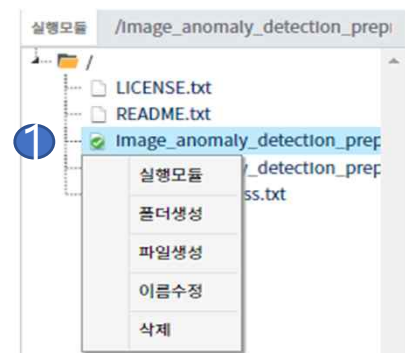 실행모듈 /Image_anomaly_detection_prepr
/
LICENSE.txt
README.txt
1 Image_anomaly_detection_prep
y_detection_prep
ss.txt
실행모듈
폴더생성
파일생성
이름수정
삭제